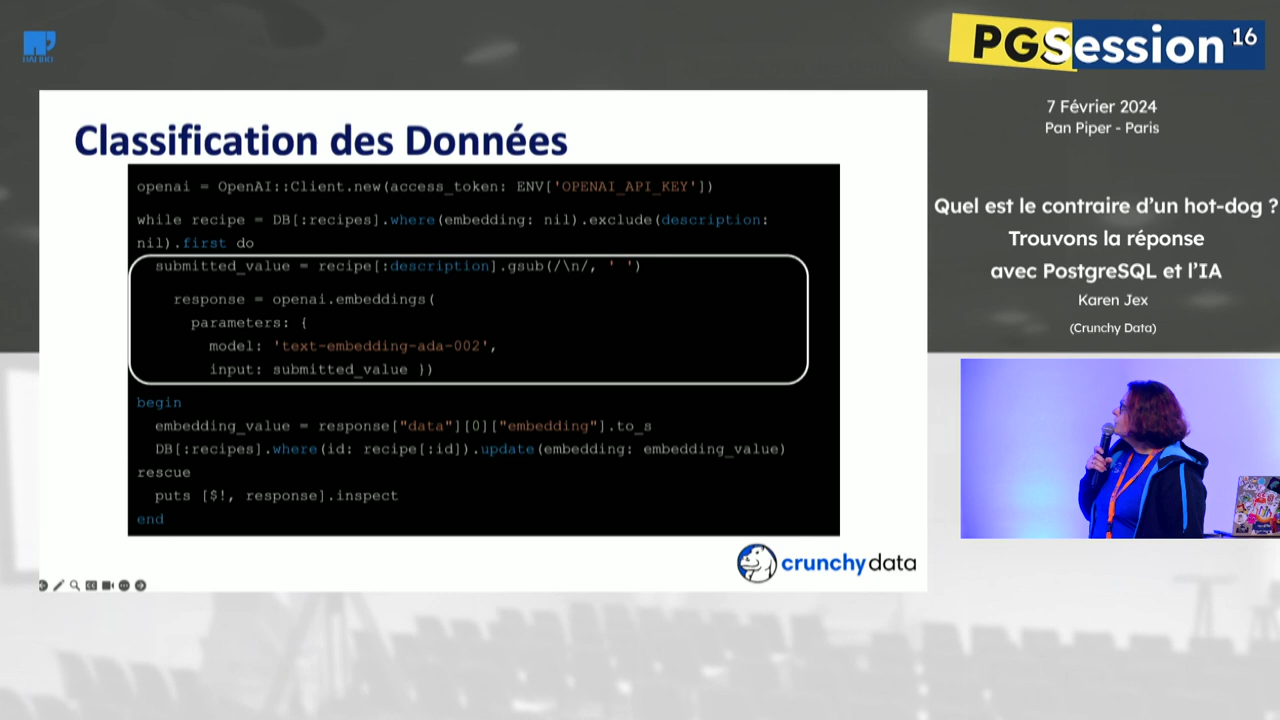 DALIBO
PGSession 16
7 Février 2024
Pan Piper - Paris
Quel est le contraire d’un hot-dog ?
Trouvons la réponse
avec PostgreSQL et l’IA
Karen Jex
(Crunchy Data)
Classification des Données
openai = OpenAI::Client.new(access_token: ENV['OPENAI_API_KEY'])
while recipe = DB[:recipes].where(embedding: nil).exclude(description:
nil).first do
submitted_value = recipe[:description].gsub(/\n/, ' ')
response = openai.embeddings(
parameters: {
model: 'text-embedding-ada-002',
input: submitted_value })
begin
embedding_value = response["data"][0]["embedding"].to_s
DB[:recipes].where(id: recipe[:id]).update(embedding: embedding_value)
rescue
puts [$!, response].inspect
end
crunchydata